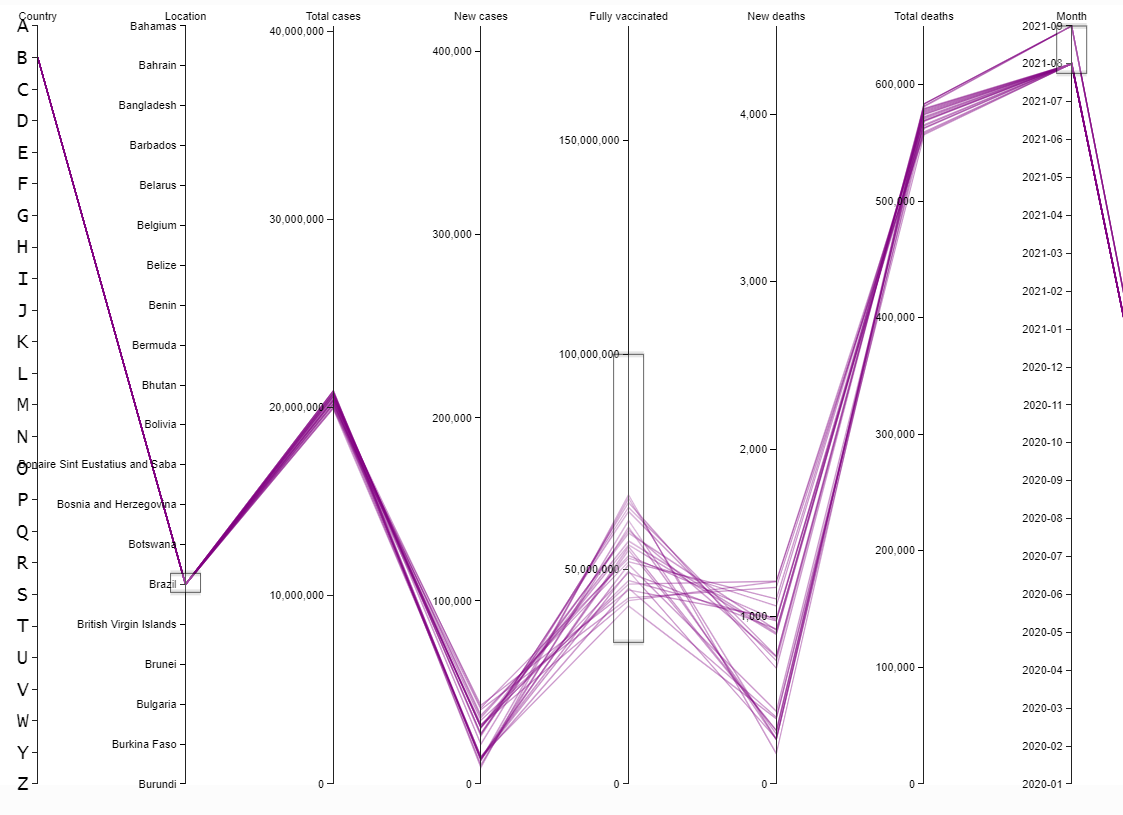 Country
A
B
C
D
E
F
G
H
I
J
K
L
M
N
O
P
Q
R
S
T
U
V
W
Y
Z
Location
Bahamas
Bahrain
Bangladesh
Barbados
Belarus
Belgium
Belize
Benin
Bermuda
Bhutan
Bolivia
Bonaire Sint Eustatius and Saba
Bosnia and Herzegovina
Botswana
Brazil
British Virgin Islands
Brunei
Bulgaria
Burkina Faso
Burundi
Total cases
40,000,000
30,000,000
20,000,000
10,000,000
0
New cases
400,000
300,000
200,000
100,000
0
Fully vaccinated
150,000,000
100,000,000
50,000,000
0
New deaths
4,000
3,000
2,000
1,000
0
Total deaths
600,000
500,000
400,000
300,000
200,000
100,000
0
Month
2021-09
2021-08
2021-07
2021-06
2021-05
2021-04
2021-03
2021-02
2021-01
2020-12
2020-11
2020-10
2020-09
2020-08
2020-07
2020-06
2020-05
2020-04
2020-03
2020-02
2020-01